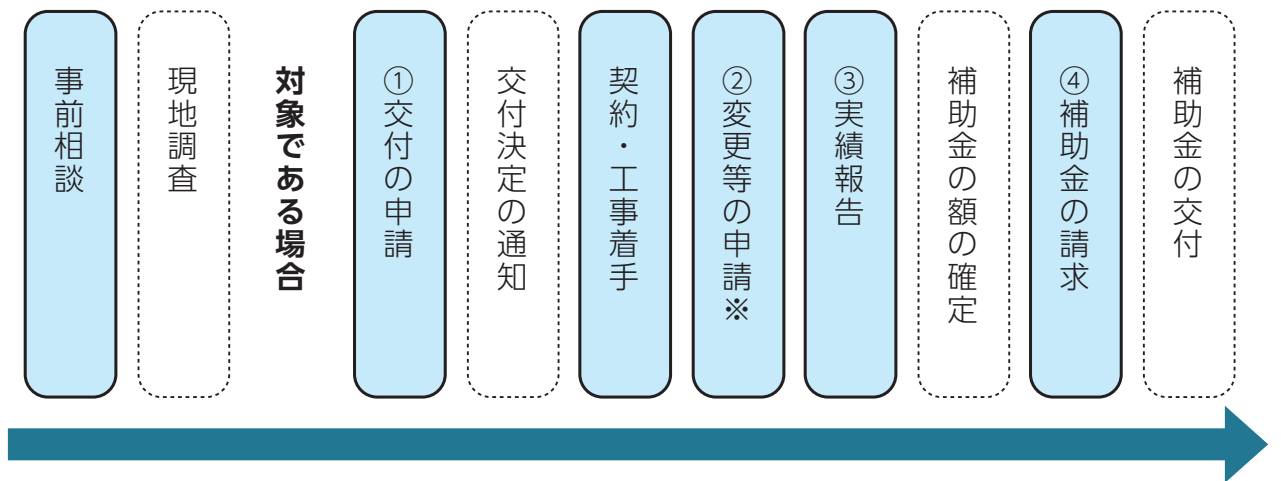 事前相談
現地調査
対象である場合
①交付の申請
交付決定の通知
契約・工事着手
②変更等の申請※
③実績報告
補助金の額の確定
④補助金の請求
補助金の交付